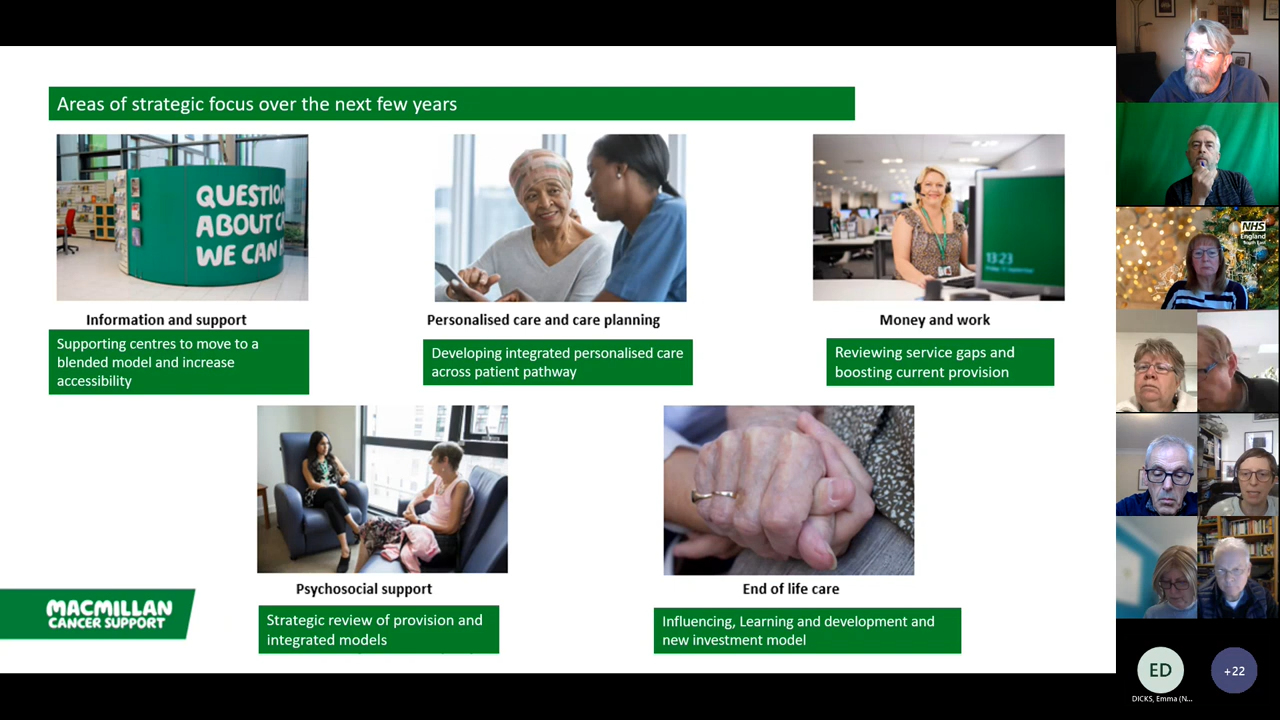 Areas of strategic focus over the next few years
QUESTION
ABOUT
WE CAN
13:23
Information and support
Supporting centres to move to a
blended model and increase
accessibility
Personalised care and care planning
Developing integrated personalised care
across patient pathway
Money and work
Reviewing service gaps and
boosting current provision
Psychosocial support
Strategic review of provision and
integrated models
End of life care
Influencing, Learning and development and
new investment model
MACMILLAN
CANCER SUPPORT
NHS
England
South East
ED
DICKS, Emma (N...
+22